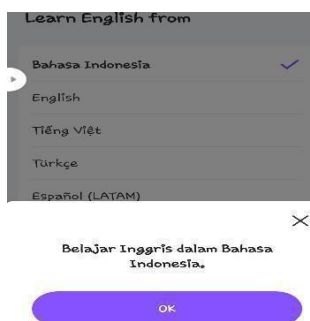 Learn English from
Bahasa Indonesia
English
Tiếng Việt
Türkçe
Español (LATAM)
Belajar Inggris dalam Bahasa
Indonesia.
OK